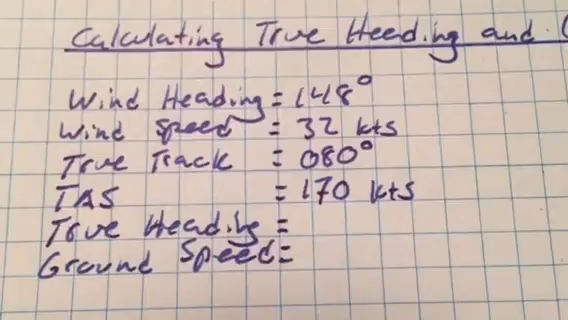 Calculating True Heading and
Wind Heading = 148°
Wind Speed = 32 kts
True Track = 080°
TAS = 170 kts
True Heading =
Ground Speed =